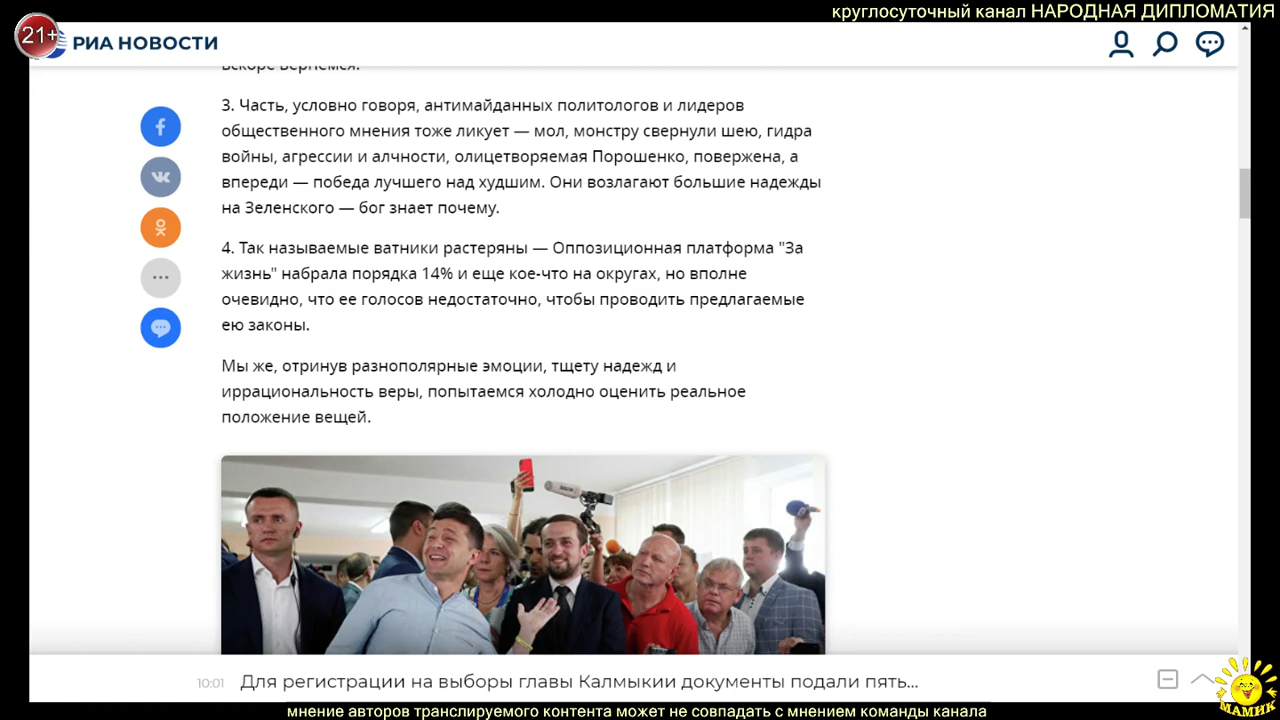 круглосуточный канал НАРОДНАЯ ДИПЛОМАТИЯ
21+
РИА НОВОСТИ
вскоре вернемся.
3. Часть, условно говоря, антимайданных политологов и лидеров
общественного мнения тоже ликует — мол, монстру свернули шею, гидра
войны, агрессии и алчности, олицетворяемая Порошенко, повержена, а
впереди — победа лучшего над худшим. Они возлагают большие надежды
на Зеленского — бог знает почему.
4. Так называемые ватники растеряны — Оппозиционная платформа "За
жизнь" набрала порядка 14% и еще кое-что на округах, но вполне
очевидно, что ее голосов недостаточно, чтобы проводить предлагаемые
ею законы.
Мы же, отринув разнополярные эмоции, тщету надежд и
иррациональность веры, попытаемся холодно оценить реальное
положение вещей.
10:01 Для регистрации на выборы главы Калмыкии документы подали пять...
МАМИК
мнение авторов транслируемого контента может не совпадать с мнением команды канала